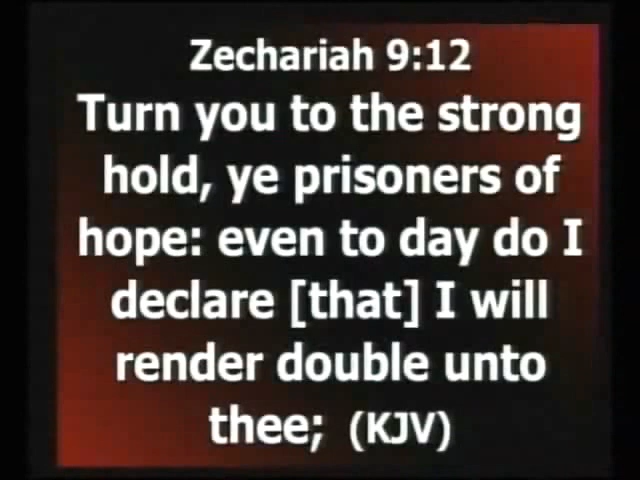 Zechariah 9:12
Turn you to the strong
hold, ye prisoners of
hope: even to day do I
declare [that] I will
render double unto
thee; (KJV)